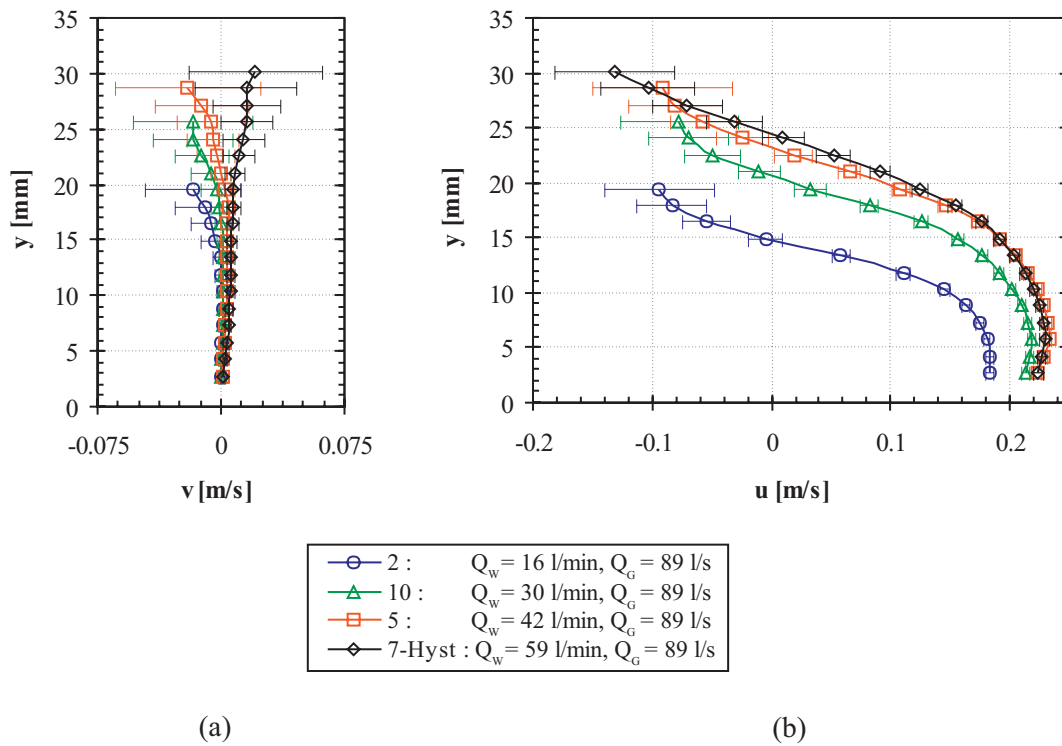 35
30
25
20
15
10
5
0
y [mm]
-0.075
0
0.075
v [m/s]
35
30
25
20
15
10
5
0
y [mm]
-0.2
-0.1
0
0.1
0.2
u [m/s]
2 : Q_W = 16 l/min, Q_G = 89 l/s
10 : Q_W = 30 l/min, Q_G = 89 l/s
5 : Q_W = 42 l/min, Q_G = 89 l/s
7-Hyst : Q_W = 59 l/min, Q_G = 89 l/s
(a)
(b)